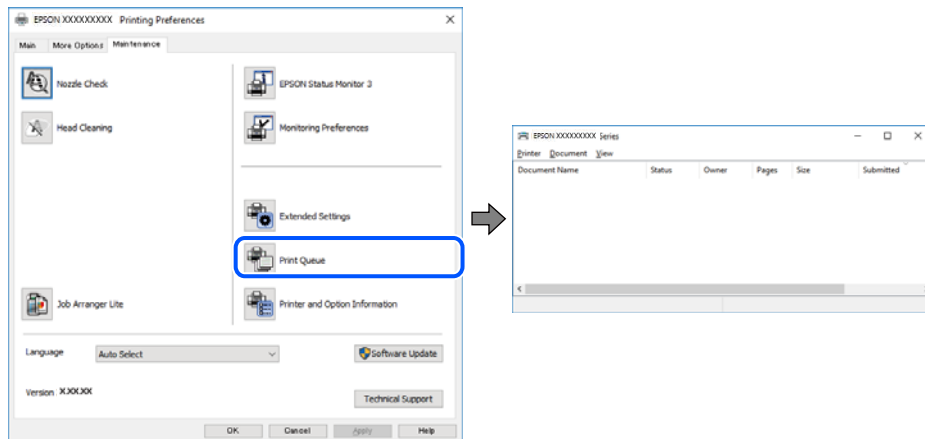 EPSON XXXXXXXXX Printing Preferences
Main More Options Maintenance
Nozzle Check
EPSON Status Monitor 3
Head Cleaning
Monitoring Preferences
Extended Settings
Print Queue
Job Arranger Lite
Printer and Option Information
Language Auto Select
Software Update
Version X.XX.XX
Technical Support
OK Cancel Apply Help
EPSON XXXXXXXXXX Series
Printer Document View
Document Name Status Owner Pages Size Submitted